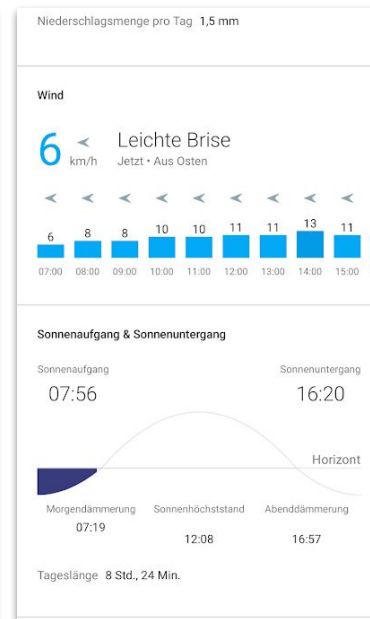 Niederschlagsmenge pro Tag 1,5 mm
Wind
6 km/h Leichte Brise
Jetzt • Aus Osten
6 8 8 10 10 11 11 13 11
07:00 08:00 09:00 10:00 11:00 12:00 13:00 14:00 15:00
Sonnenaufgang & Sonnenuntergang
Sonnenaufgang Sonnenuntergang
07:56 16:20
Horizont
Morgendämmerung Sonnenhöchststand Abenddämmerung
07:19 12:08 16:57
Tageslänge 8 Std., 24 Min.